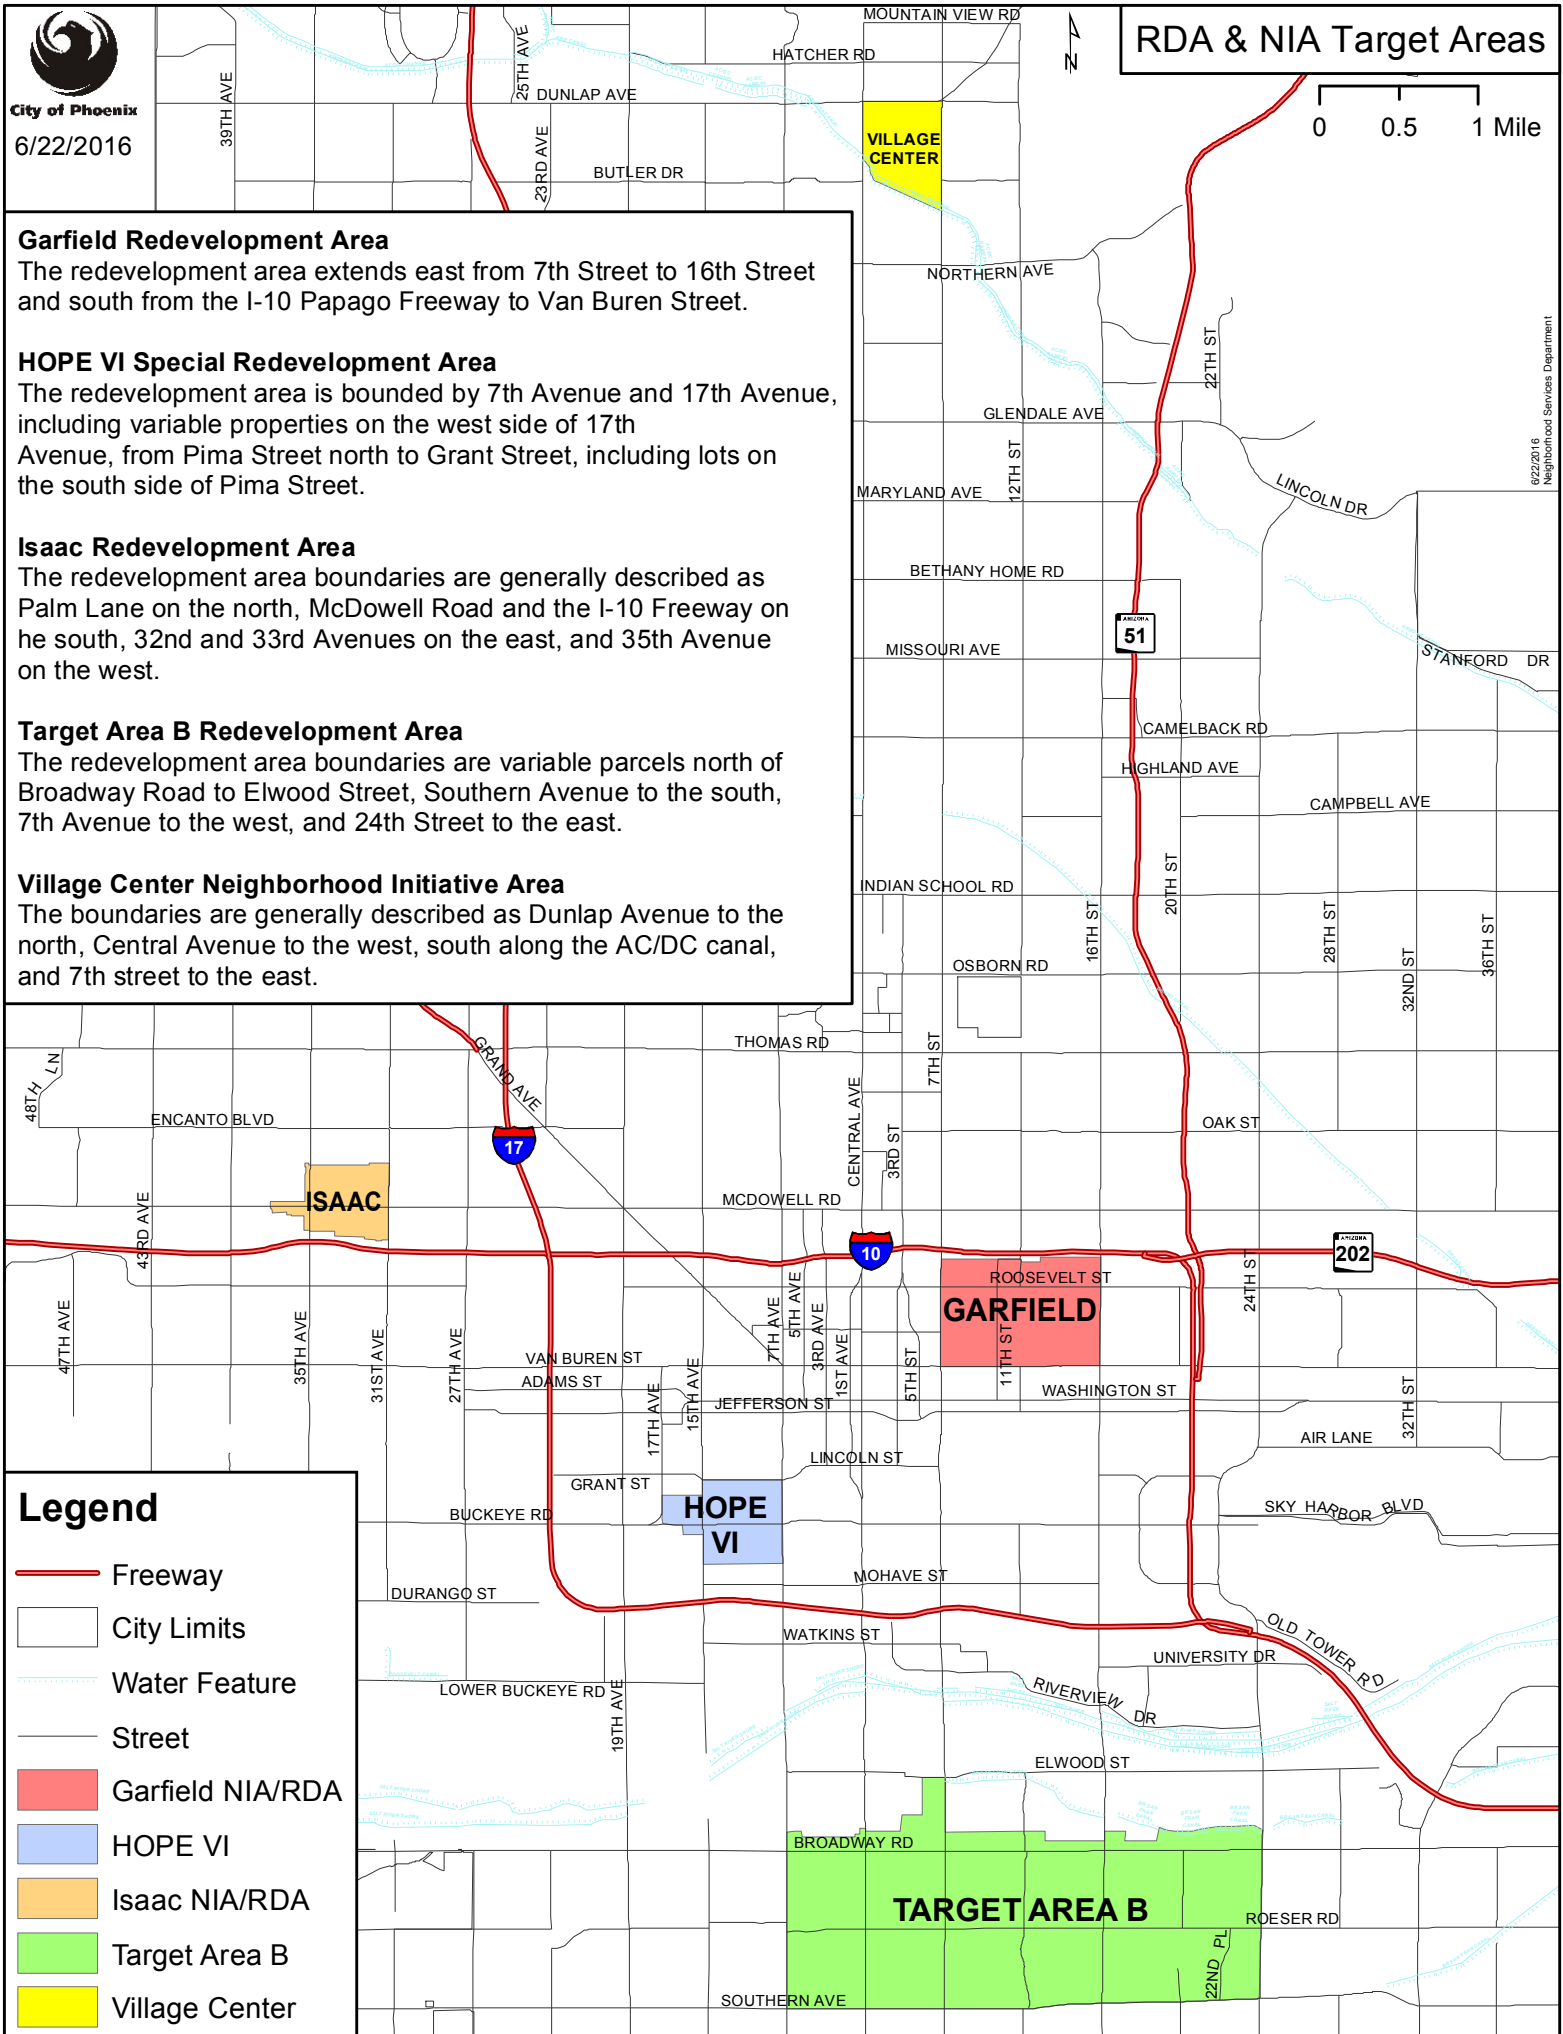 City of Phoenix
6/22/2016
RDA & NIA Target Areas
0 0.5 1 Mile
N
MOUNTAIN VIEW RD
HATCHER RD
25TH AVE
39TH AVE
DUNLAP AVE
23RD AVE
BUTLER DR
VILLAGE
CENTER
Garfield Redevelopment Area
The redevelopment area extends east from 7th Street to 16th Street
and south from the I-10 Papago Freeway to Van Buren Street.
HOPE VI Special Redevelopment Area
The redevelopment area is bounded by 7th Avenue and 17th Avenue,
including variable properties on the west side of 17th
Avenue, from Pima Street north to Grant Street, including lots on
the south side of Pima Street.
Isaac Redevelopment Area
The redevelopment area boundaries are generally described as
Palm Lane on the north, McDowell Road and the I-10 Freeway on
he south, 32nd and 33rd Avenues on the east, and 35th Avenue
on the west.
Target Area B Redevelopment Area
The redevelopment area boundaries are variable parcels north of
Broadway Road to Elwood Street, Southern Avenue to the south,
7th Avenue to the west, and 24th Street to the east.
Village Center Neighborhood Initiative Area
The boundaries are generally described as Dunlap Avenue to the
north, Central Avenue to the west, south along the AC/DC canal,
and 7th street to the east.
NORTHERN AVE
22TH ST
6/22/2016
Neighborhood Services Department
GLENDALE AVE
12TH ST
MARYLAND AVE
LINCOLN DR
BETHANY HOME RD
ARIZONA
51
MISSOURI AVE
STANFORD DR
CAMELBACK RD
HIGHLAND AVE
CAMPBELL AVE
INDIAN SCHOOL RD
20TH ST
16TH ST
28TH ST
36TH ST
32ND ST
OSBORN RD
THOMAS RD
7TH ST
GRAND AVE
48TH LN
ENCANTO BLVD
17
CENTRAL AVE
3RD ST
OAK ST
ISAAC
MCDOWELL RD
43RD AVE
10
ARIZONA
202
ROOSEVELT ST
GARFIELD
24TH ST
47TH AVE
35TH AVE
31ST AVE
27TH AVE
7TH AVE
5TH AVE
3RD AVE
1ST AVE
5TH ST
11TH ST
VAN BUREN ST
ADAMS ST
17TH AVE
15TH AVE
JEFFERSON ST
WASHINGTON ST
32TH ST
AIR LANE
LINCOLN ST
GRANT ST
BUCKEYE RD
HOPE
VI
SKY HARBOR BLVD
MOHAVE ST
DURANGO ST
WATKINS ST
OLD TOWER RD
UNIVERSITY DR
LOWER BUCKEYE RD
19TH AVE
RIVERVIEW DR
ELWOOD ST
BROADWAY RD
TARGET AREA B
ROESER RD
22ND PL
SOUTHERN AVE
Legend
Freeway
City Limits
Water Feature
Street
Garfield NIA/RDA
HOPE VI
Isaac NIA/RDA
Target Area B
Village Center